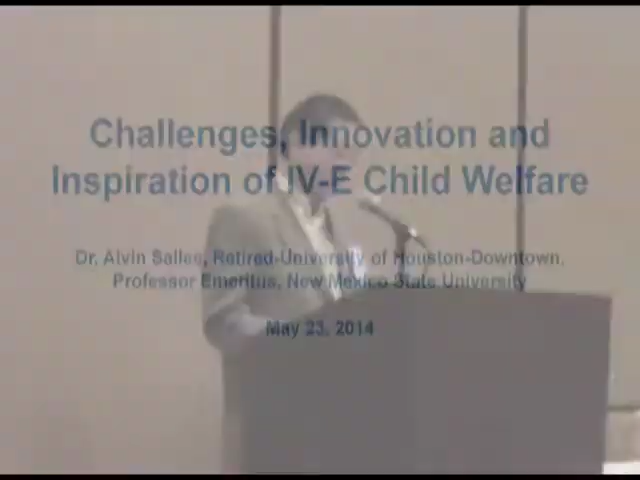 Challenges, Innovation and
Inspiration of IV-E Child Welfare
Dr. Alvin Sallee, Retired-University of Houston-Downtown,
Professor Emeritus, New Mexico State University
May 23, 2014